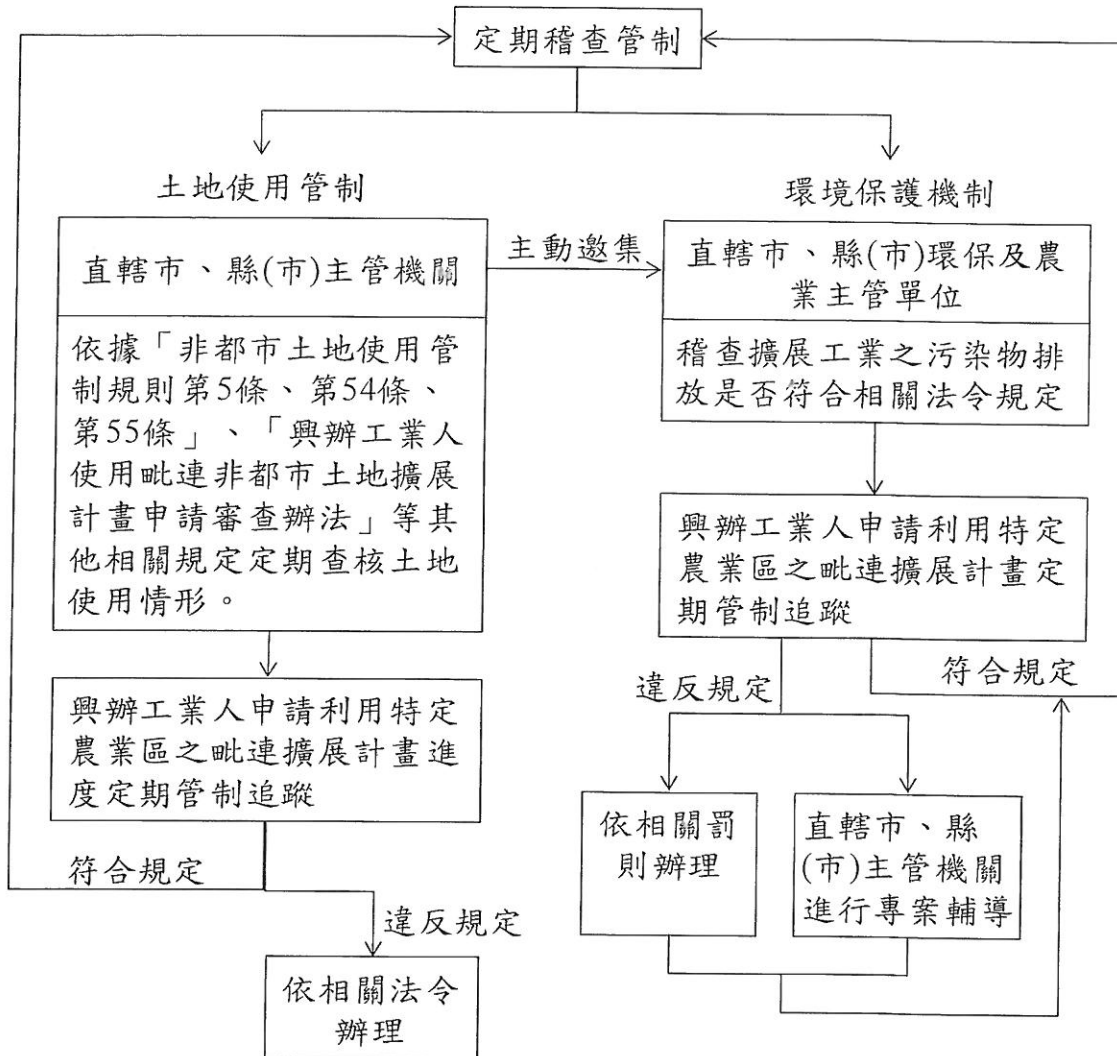 定期稽查管制
土地使用管制
直轄市、縣(市)主管機關
依據「非都市土地使用管
制規則第5條、第54條、
第55條」、「興辦工業人
使用毗連非都市土地擴展
計畫申請審查辦法」等其
他相關規定定期查核土地
使用情形。
主動邀集
環境保護機制
直轄市、縣(市)環保及農
業主管單位
稽查擴展工業之污染物排
放是否符合相關法令規定
興辦工業人申請利用特定
農業區之毗連擴展計畫進
度定期管制追蹤
符合規定
違反規定
依相關法令
辦理
興辦工業人申請利用特定
農業區之毗連擴展計畫定
期管制追蹤
違反規定
符合規定
依相關罰
則辦理
直轄市、縣
(市)主管機關
進行專案輔導